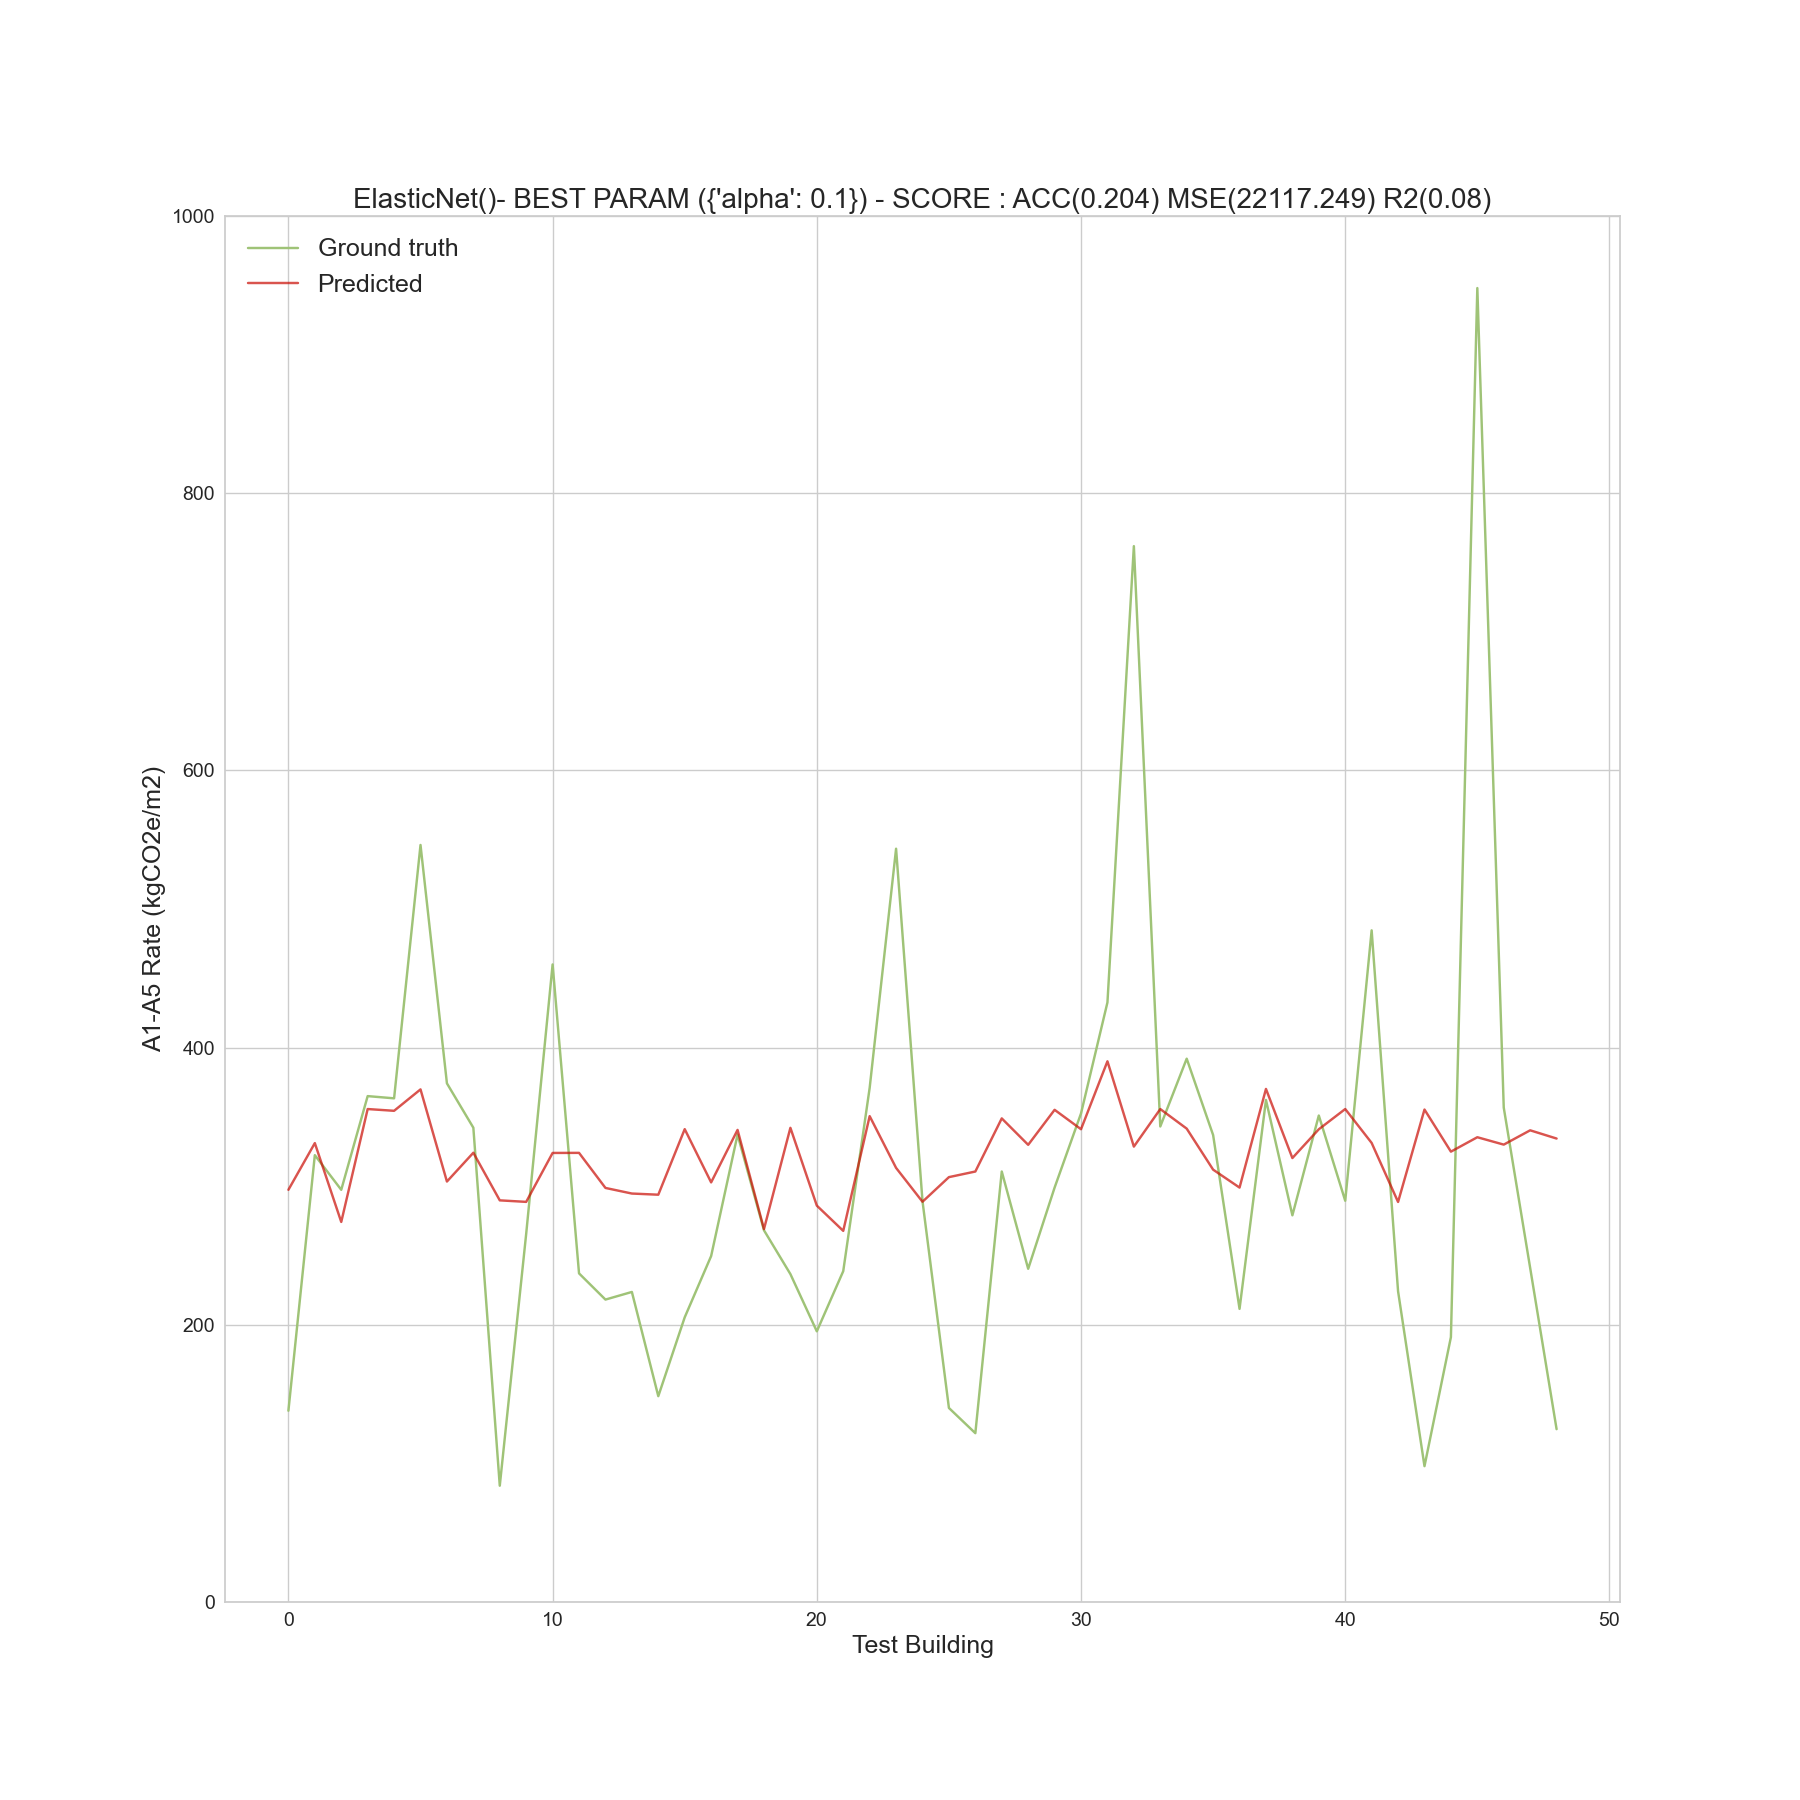 ElasticNet()- BEST PARAM ({'alpha': 0.1}) - SCORE : ACC(0.204) MSE(22117.249) R2(0.08)
Ground truth
Predicted
A1-A5 Rate (kgCO2e/m2)
1000
800
600
400
200
0
0 10 20 30 40 50
Test Building